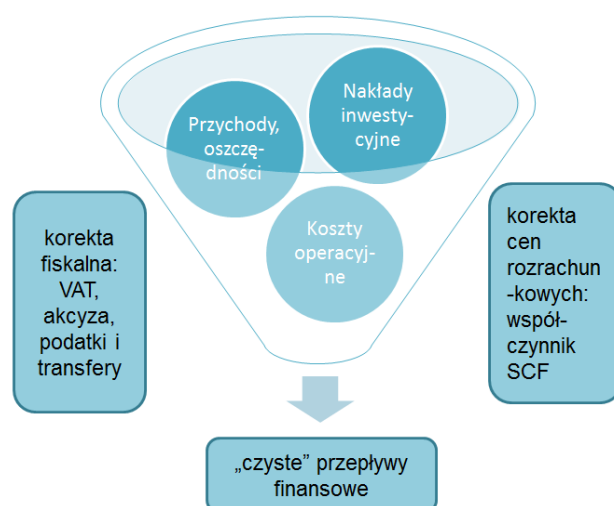 Nakłady
inwesty-
cyjne
Przychody,
oszczę-
dności
Koszty
operacyj-
ne
korekta
fiskalna:
VAT,
akcyza,
podatki i
transfery
korekta
cen
rozrachun
-kowych:
współ-
czynnik
SCF
„czyste” przepływy
finansowe